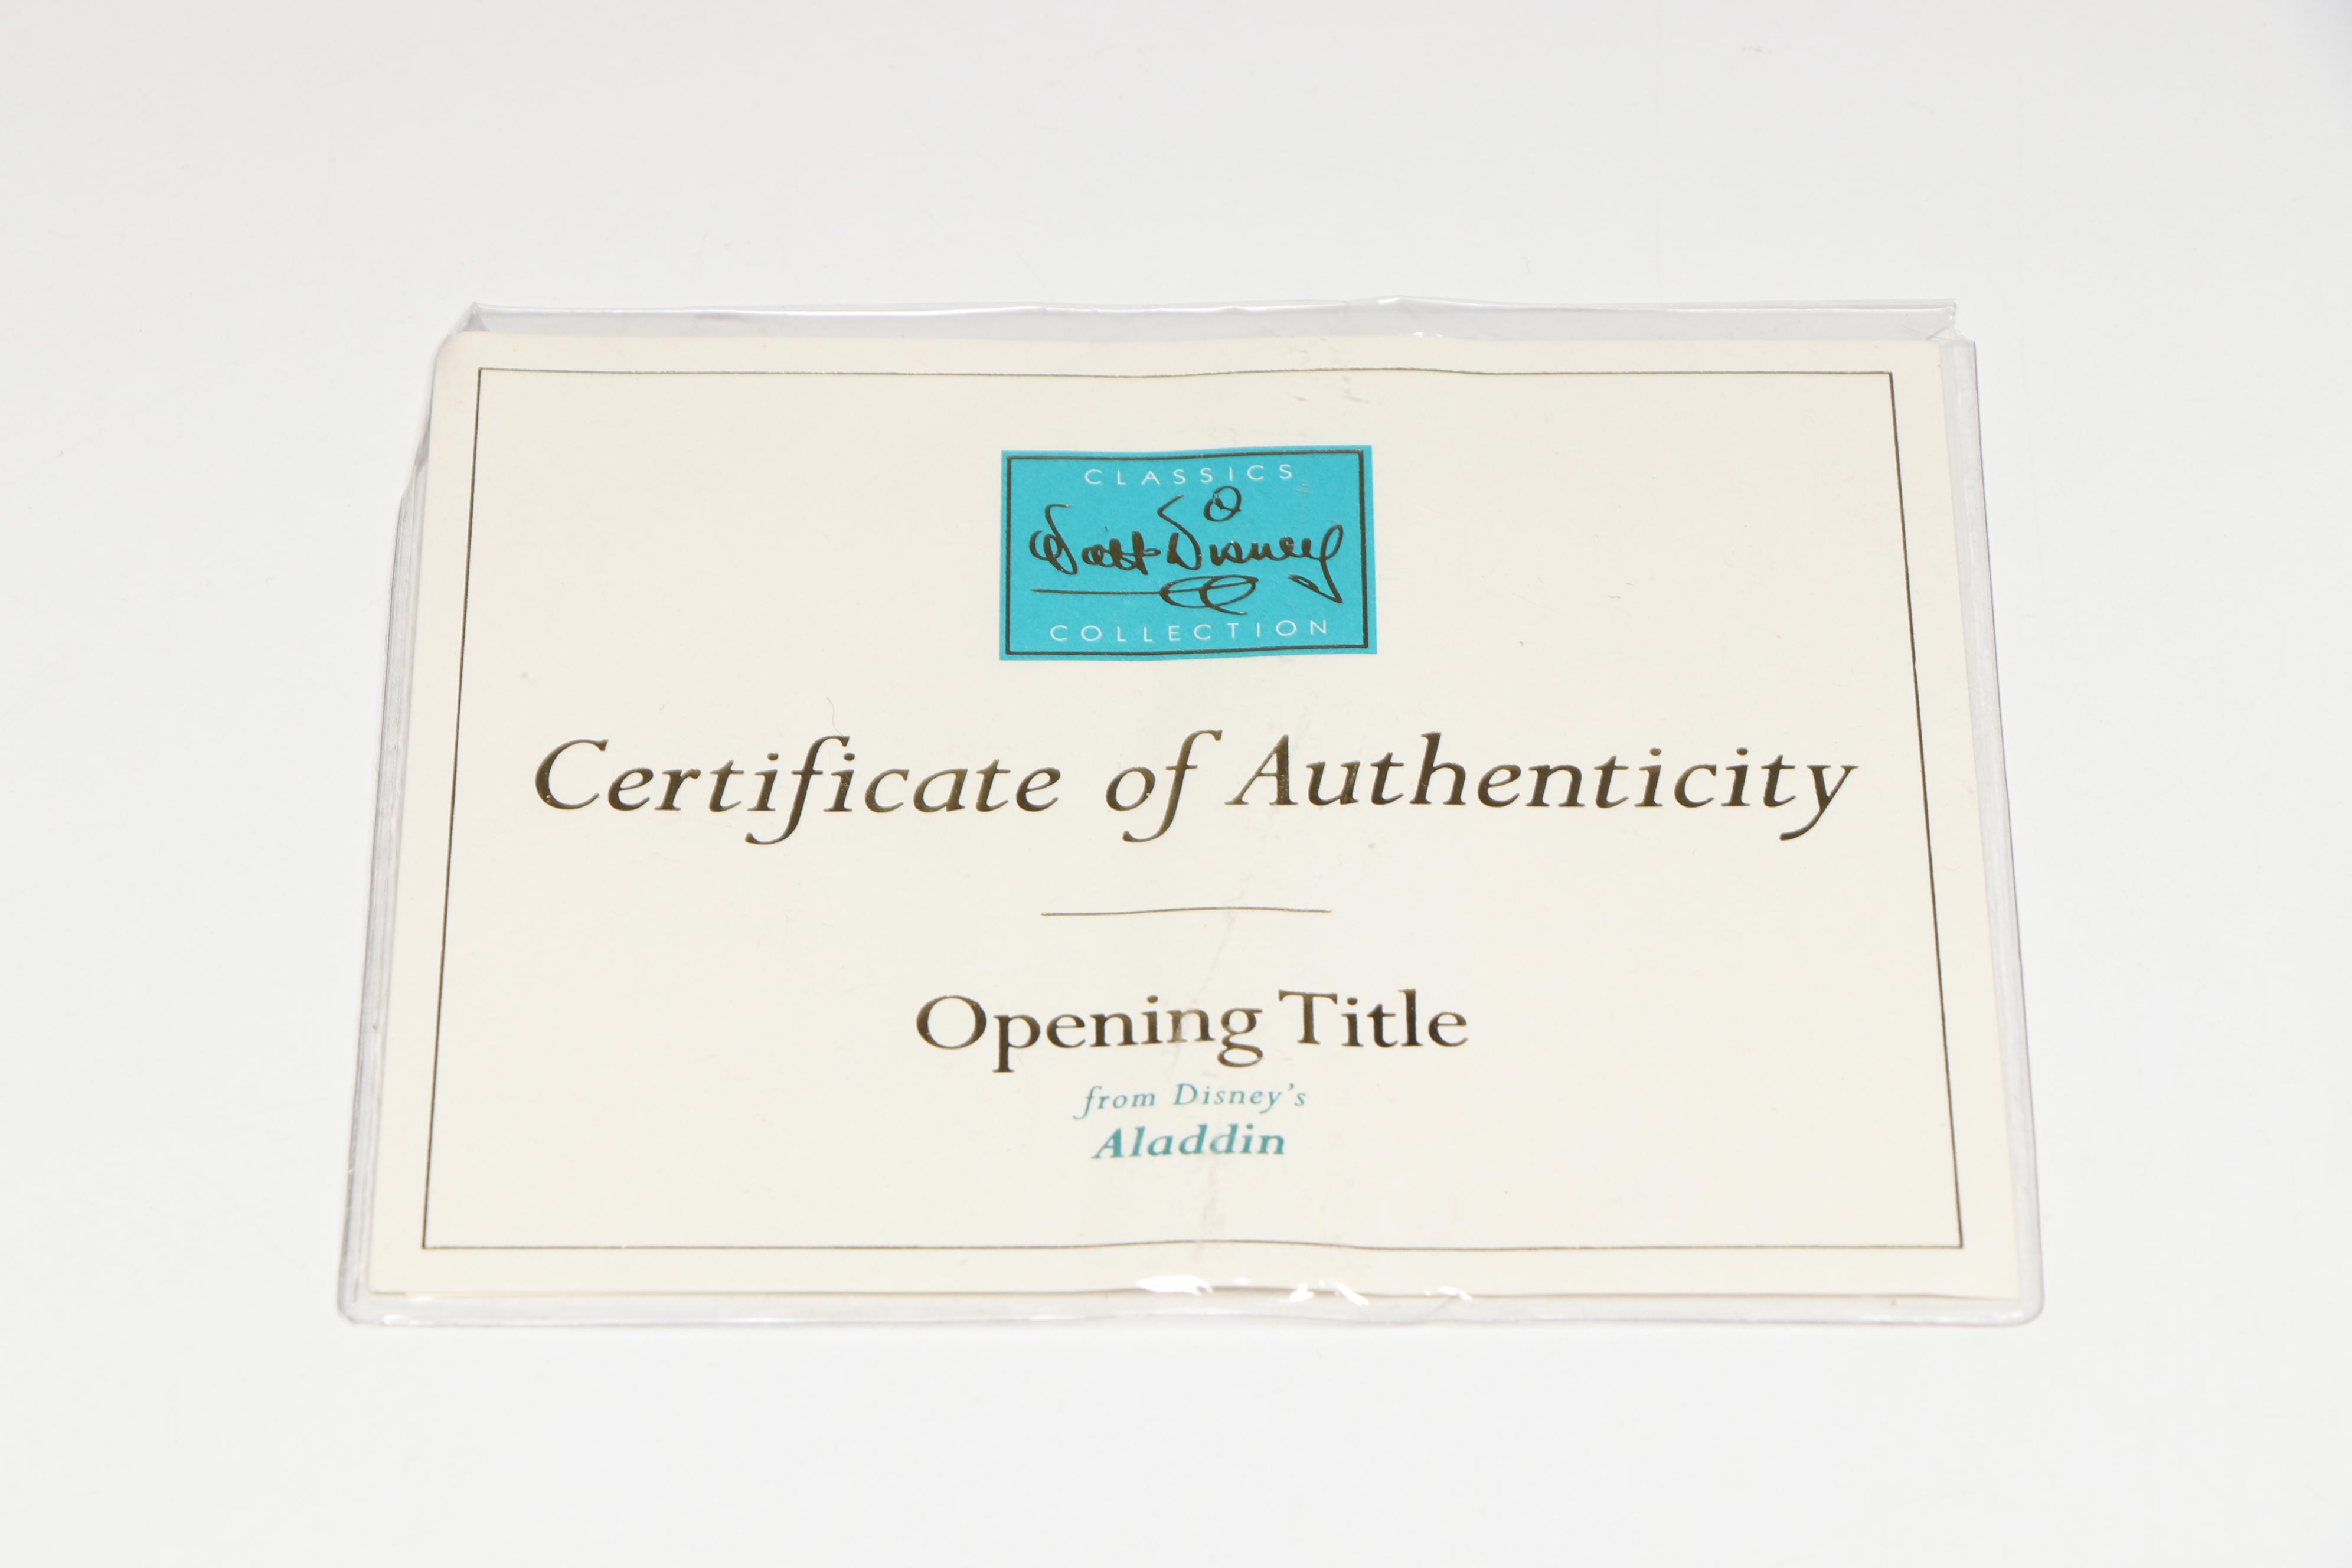 CLASSICS
Walt Disney
COLLECTION
Certificate of Authenticity
Opening Title
from Disney's
Aladdin